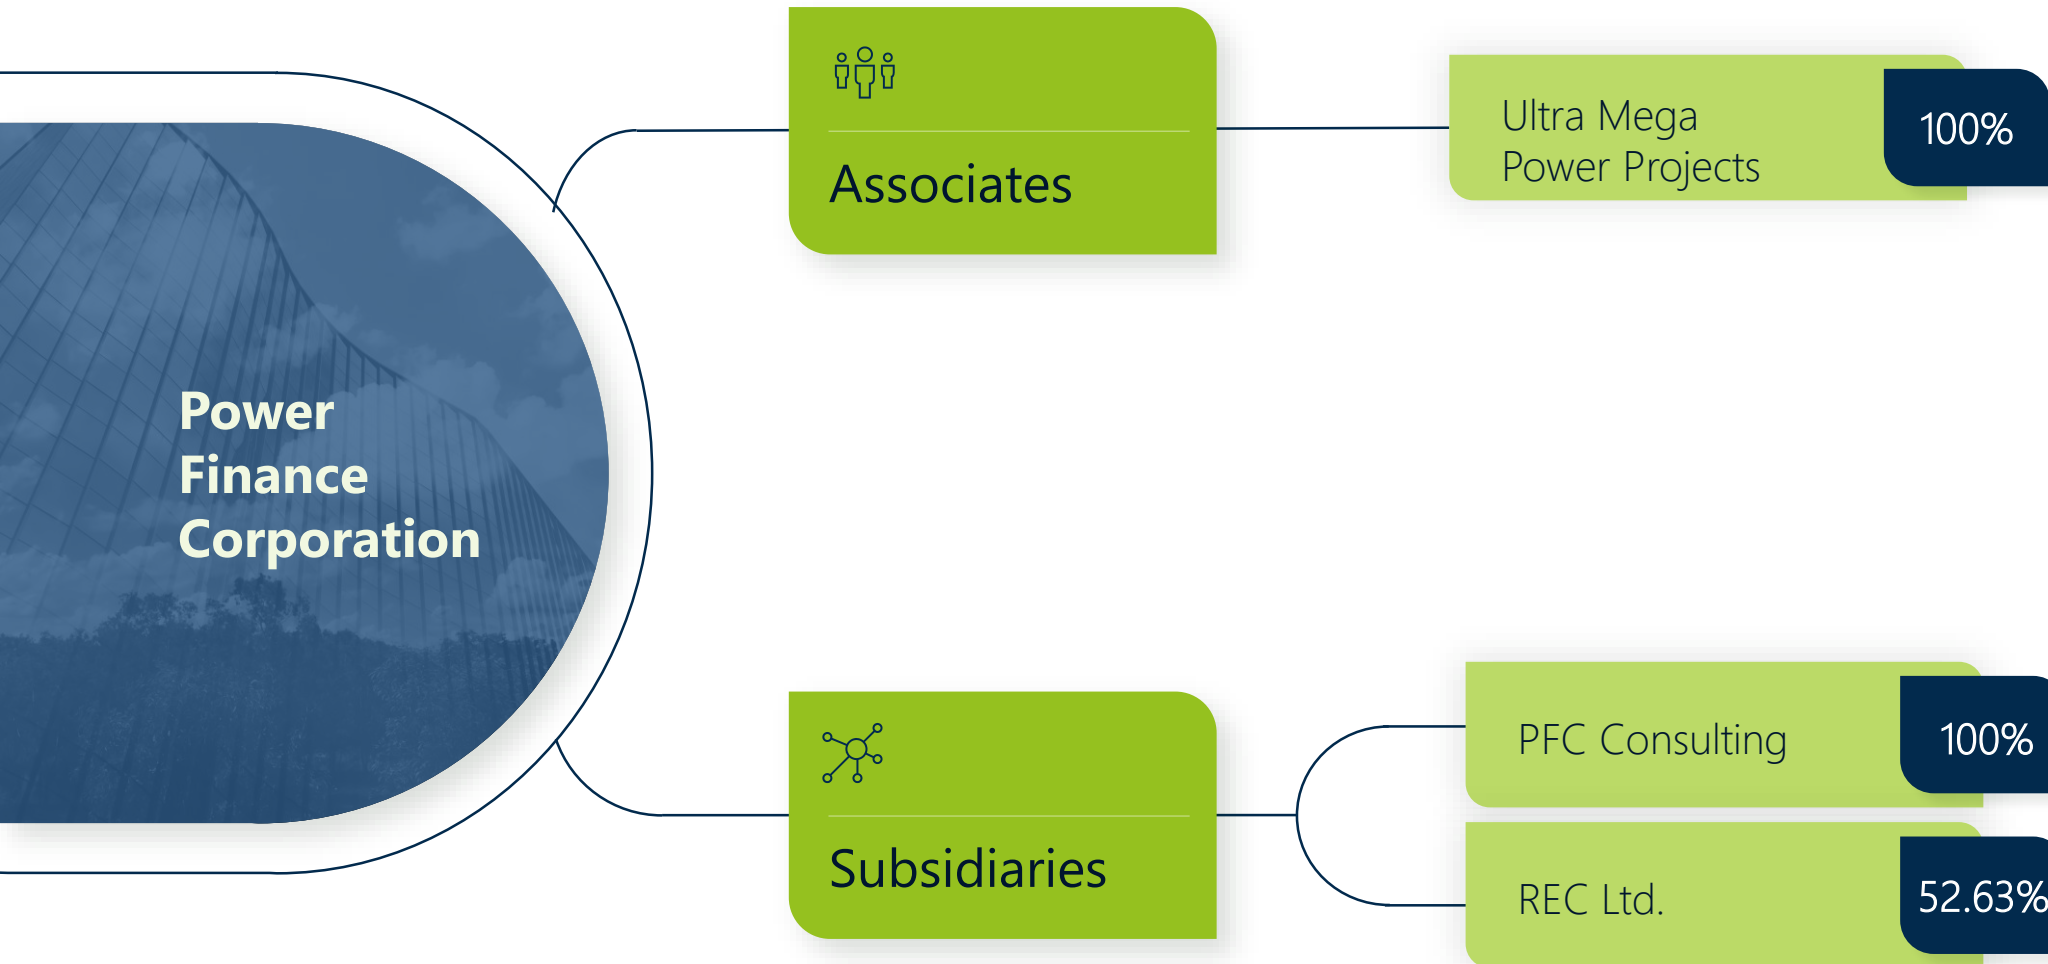 Power
Finance
Corporation
Associates
Ultra Mega
Power Projects
100%
Subsidiaries
PFC Consulting
100%
REC Ltd.
52.63%